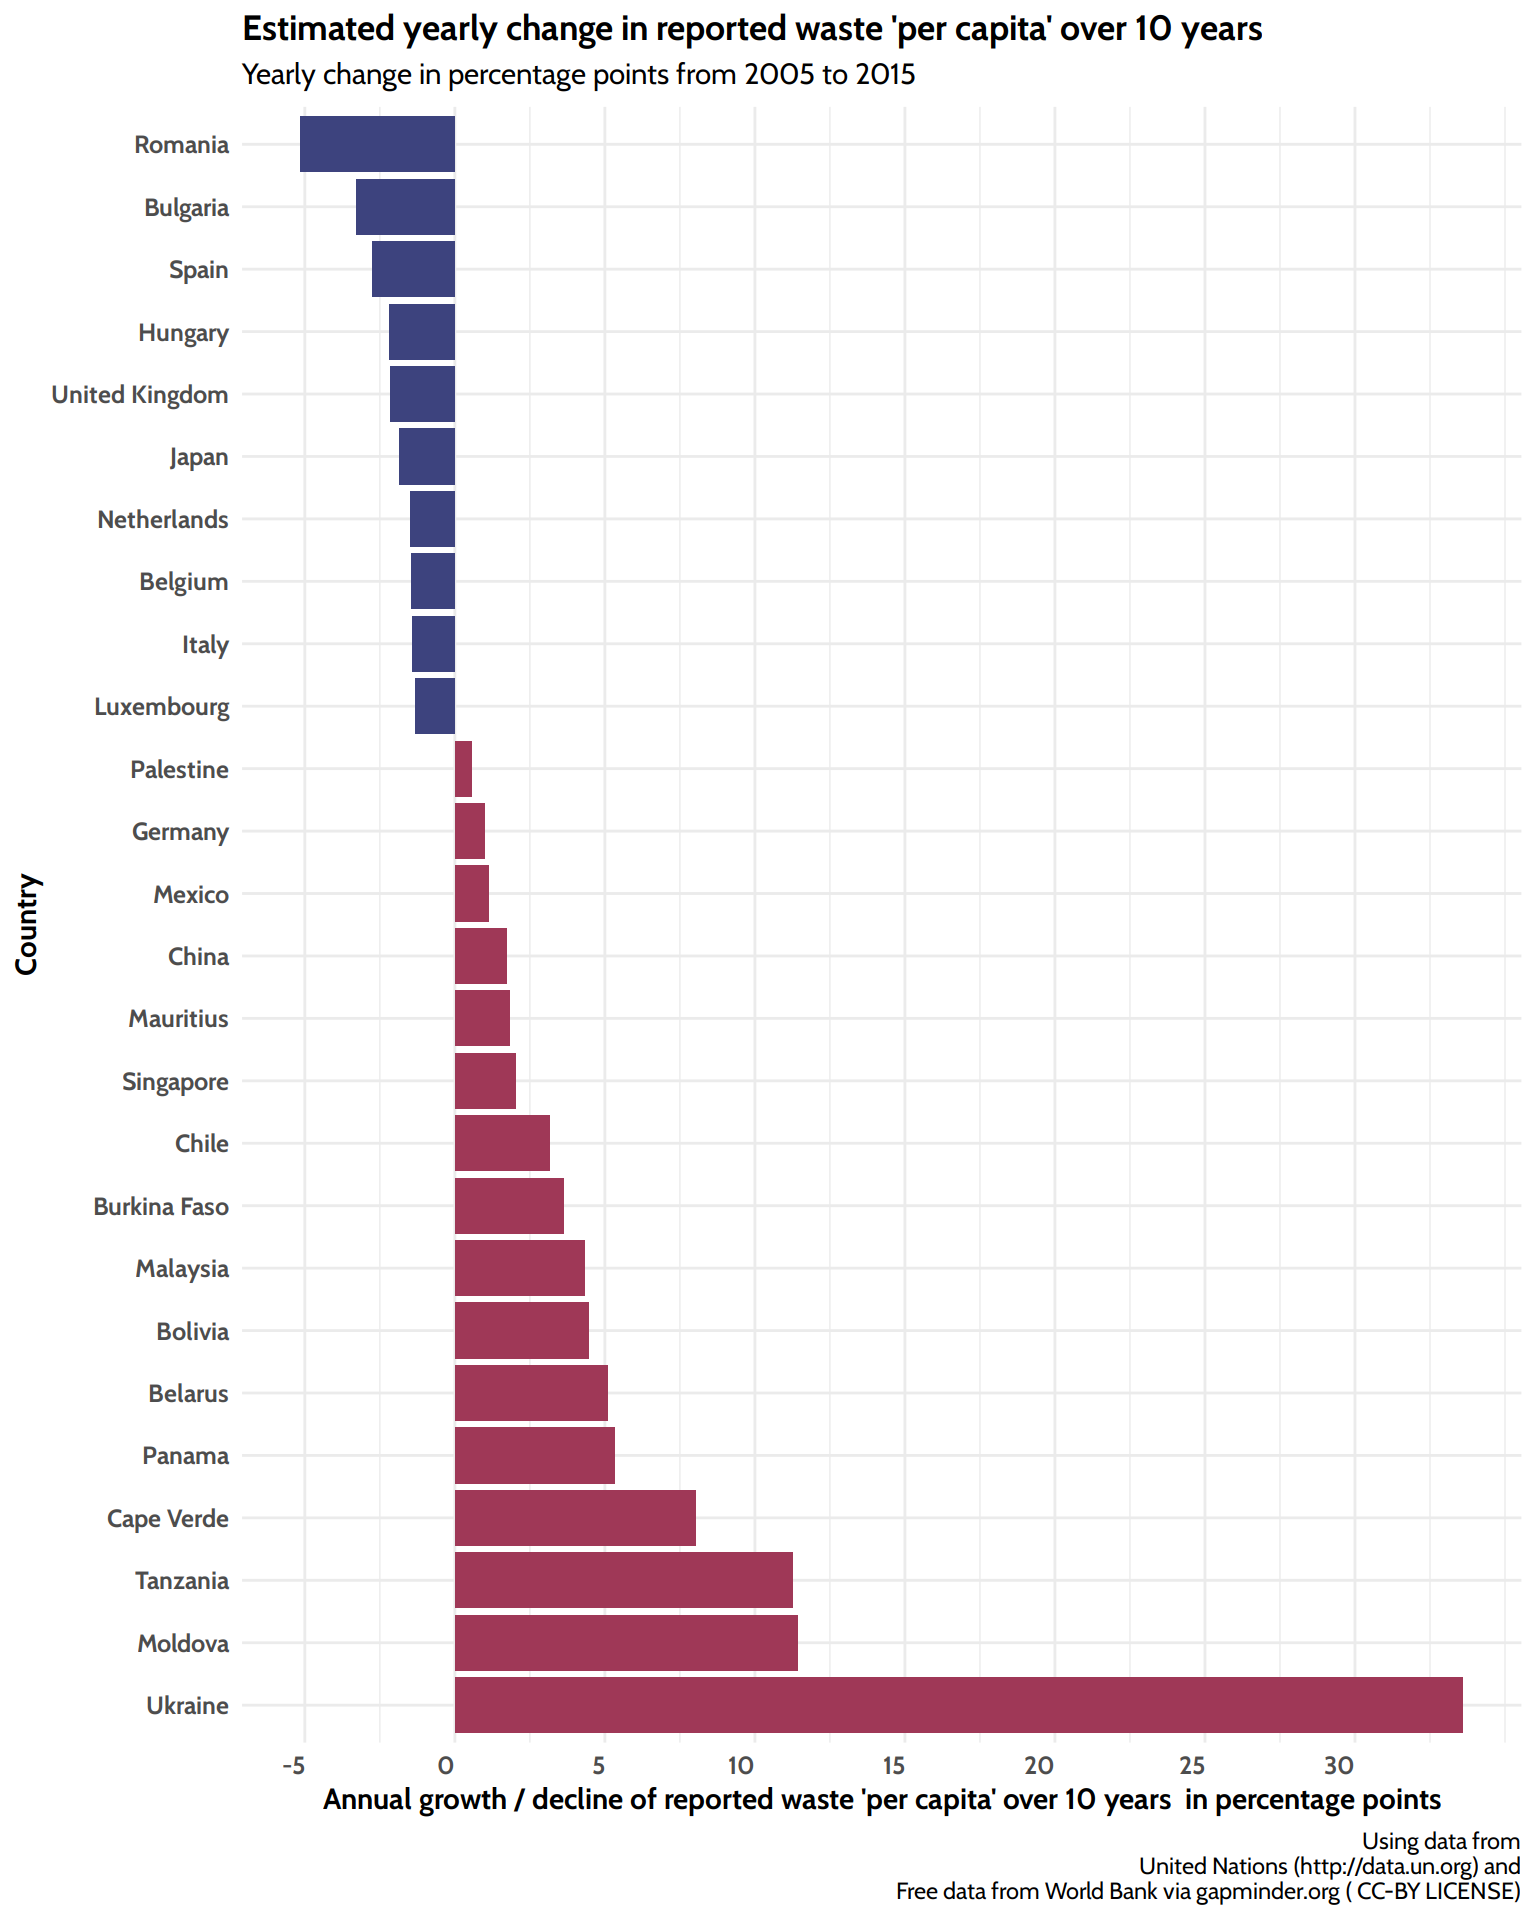 Estimated yearly change in reported waste 'per capita' over 10 years
Yearly change in percentage points from 2005 to 2015
Country
Romania
Bulgaria
Spain
Hungary
United Kingdom
Japan
Netherlands
Belgium
Italy
Luxembourg
Palestine
Germany
Mexico
China
Mauritius
Singapore
Chile
Burkina Faso
Malaysia
Bolivia
Belarus
Panama
Cape Verde
Tanzania
Moldova
Ukraine
-5 0 5 10 15 20 25 30
Annual growth / decline of reported waste 'per capita' over 10 years  in percentage points
Using data from
United Nations (http://data.un.org) and
Free data from World Bank via gapminder.org ( CC-BY LICENSE)